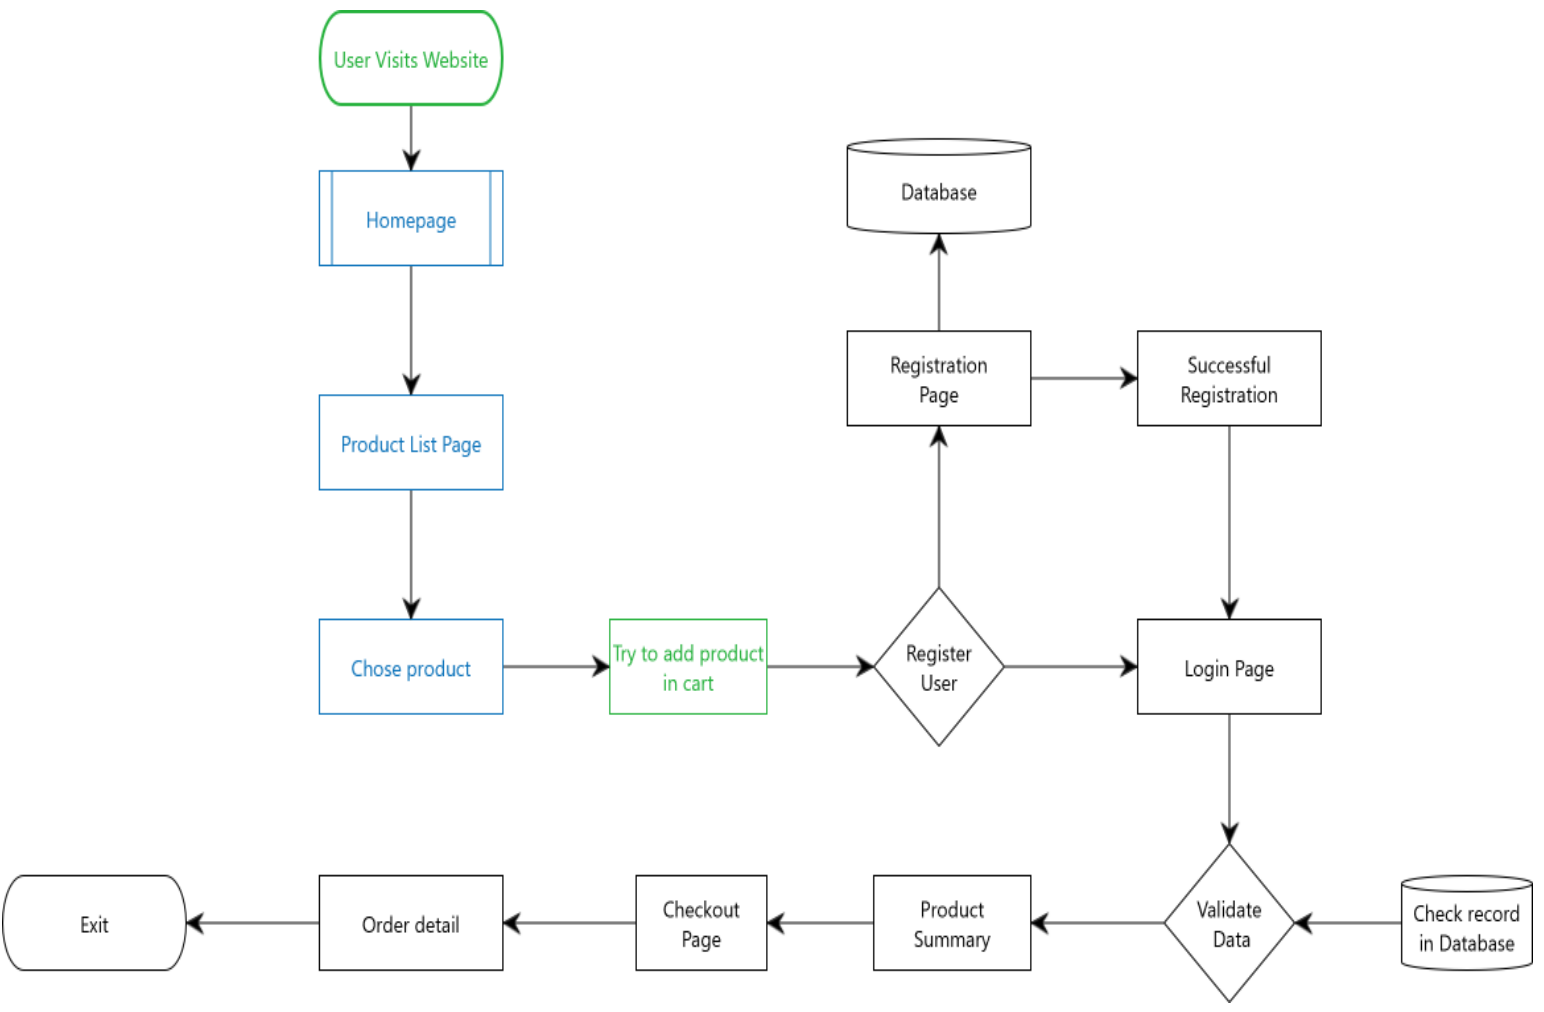 User Visits Website
Homepage
Product List Page
Chose product
Try to add product
in cart
Register
User
Registration
Page
Database
Successful
Registration
Login Page
Validate
Data
Check record
in Database
Product
Summary
Checkout
Page
Order detail
Exit